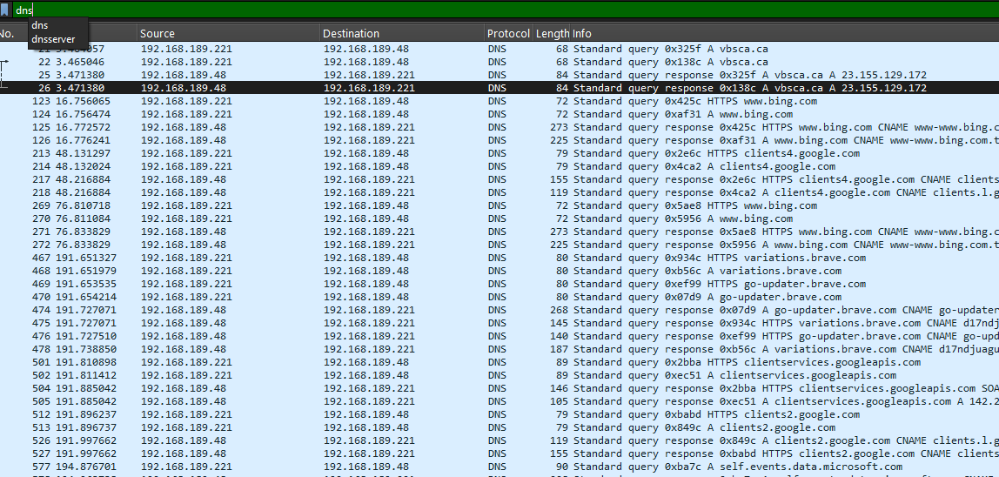 dns
dns
dnsserver
No. Source Destination Protocol Length Info
21 3.464057 192.168.189.221 192.168.189.48 DNS 68 Standard query 0x325f A vbsca.ca
22 3.465046 192.168.189.221 192.168.189.48 DNS 68 Standard query 0x138c A vbsca.ca
25 3.471380 192.168.189.48 192.168.189.221 DNS 84 Standard query response 0x325f A vbsca.ca A 23.155.129.172
26 3.471380 192.168.189.48 192.168.189.221 DNS 84 Standard query response 0x138c A vbsca.ca A 23.155.129.172
123 16.756065 192.168.189.221 192.168.189.48 DNS 72 Standard query 0x425c HTTPS www.bing.com
124 16.756474 192.168.189.221 192.168.189.48 DNS 72 Standard query 0xaf31 A www.bing.com
125 16.772572 192.168.189.48 192.168.189.221 DNS 273 Standard query response 0x425c HTTPS www.bing.com CNAME www-www.bing.c
126 16.776241 192.168.189.48 192.168.189.221 DNS 225 Standard query response 0xaf31 A www.bing.com CNAME www-www.bing.com.t
213 48.131297 192.168.189.221 192.168.189.48 DNS 79 Standard query 0x2e6c HTTPS clients4.google.com
214 48.132024 192.168.189.221 192.168.189.48 DNS 79 Standard query 0x4ca2 A clients4.google.com
217 48.216884 192.168.189.48 192.168.189.221 DNS 155 Standard query response 0x2e6c HTTPS clients4.google.com CNAME clients
218 48.216884 192.168.189.48 192.168.189.221 DNS 119 Standard query response 0x4ca2 A clients4.google.com CNAME clients.l.g
269 76.810718 192.168.189.221 192.168.189.48 DNS 72 Standard query 0x5ae8 HTTPS www.bing.com
270 76.811084 192.168.189.221 192.168.189.48 DNS 72 Standard query 0x5956 A www.bing.com
271 76.833829 192.168.189.48 192.168.189.221 DNS 273 Standard query response 0x5ae8 HTTPS www.bing.com CNAME www-www.bing.c
272 76.833829 192.168.189.48 192.168.189.221 DNS 225 Standard query response 0x5956 A www.bing.com CNAME www-www.bing.com.t
467 191.651327 192.168.189.221 192.168.189.48 DNS 80 Standard query 0x934c HTTPS variations.brave.com
468 191.651979 192.168.189.221 192.168.189.48 DNS 80 Standard query 0xb56c A variations.brave.com
469 191.653535 192.168.189.221 192.168.189.48 DNS 80 Standard query 0xef99 HTTPS go-updater.brave.com
470 191.654214 192.168.189.221 192.168.189.48 DNS 80 Standard query 0x07d9 A go-updater.brave.com
474 191.727071 192.168.189.48 192.168.189.221 DNS 268 Standard query response 0x07d9 A go-updater.brave.com CNAME go-updater
475 191.727071 192.168.189.48 192.168.189.221 DNS 145 Standard query response 0x934c HTTPS variations.brave.com CNAME d17ndj
476 191.727510 192.168.189.48 192.168.189.221 DNS 140 Standard query response 0xef99 HTTPS go-updater.brave.com CNAME go-up
478 191.738850 192.168.189.48 192.168.189.221 DNS 187 Standard query response 0xb56c A variations.brave.com CNAME d17ndjuagu
501 191.810898 192.168.189.221 192.168.189.48 DNS 89 Standard query 0x2bba HTTPS clientservices.googleapis.com
502 191.811412 192.168.189.221 192.168.189.48 DNS 89 Standard query 0xec51 A clientservices.googleapis.com
504 191.885042 192.168.189.48 192.168.189.221 DNS 146 Standard query response 0x2bba HTTPS clientservices.googleapis.com SOA
505 191.885042 192.168.189.48 192.168.189.221 DNS 105 Standard query response 0xec51 A clientservices.googleapis.com A 142.2
512 191.896237 192.168.189.221 192.168.189.48 DNS 79 Standard query 0xbabd HTTPS clients2.google.com
513 191.896737 192.168.189.221 192.168.189.48 DNS 79 Standard query 0x849c A clients2.google.com
526 191.997662 192.168.189.48 192.168.189.221 DNS 119 Standard query response 0x849c A clients2.google.com CNAME clients.l.g
527 191.997662 192.168.189.48 192.168.189.221 DNS 155 Standard query response 0xbabd HTTPS clients2.google.com CNAME clients
577 194.876701 192.168.189.221 192.168.189.48 DNS 90 Standard query 0xba7c A self.events.data.microsoft.com